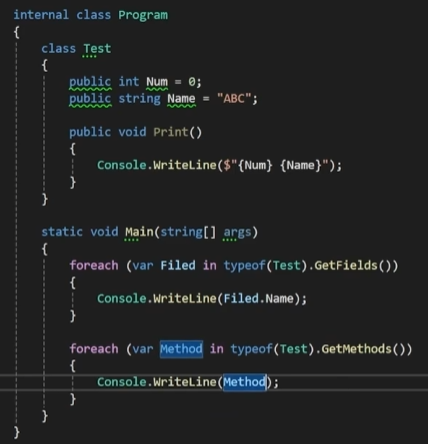 internal class Program
{
    class Test
    {
        public int Num = 0;
        public string Name = "ABC";
        public void Print()
        {
            Console.WriteLine($"{Num} {Name}");
        }
    }
    static void Main(string[] args)
    {
        foreach (var Filed in typeof(Test).GetFields())
        {
            Console.WriteLine(Filed.Name);
        }
        foreach (var Method in typeof(Test).GetMethods())
        {
            Console.WriteLine(Method);
        }
    }
}